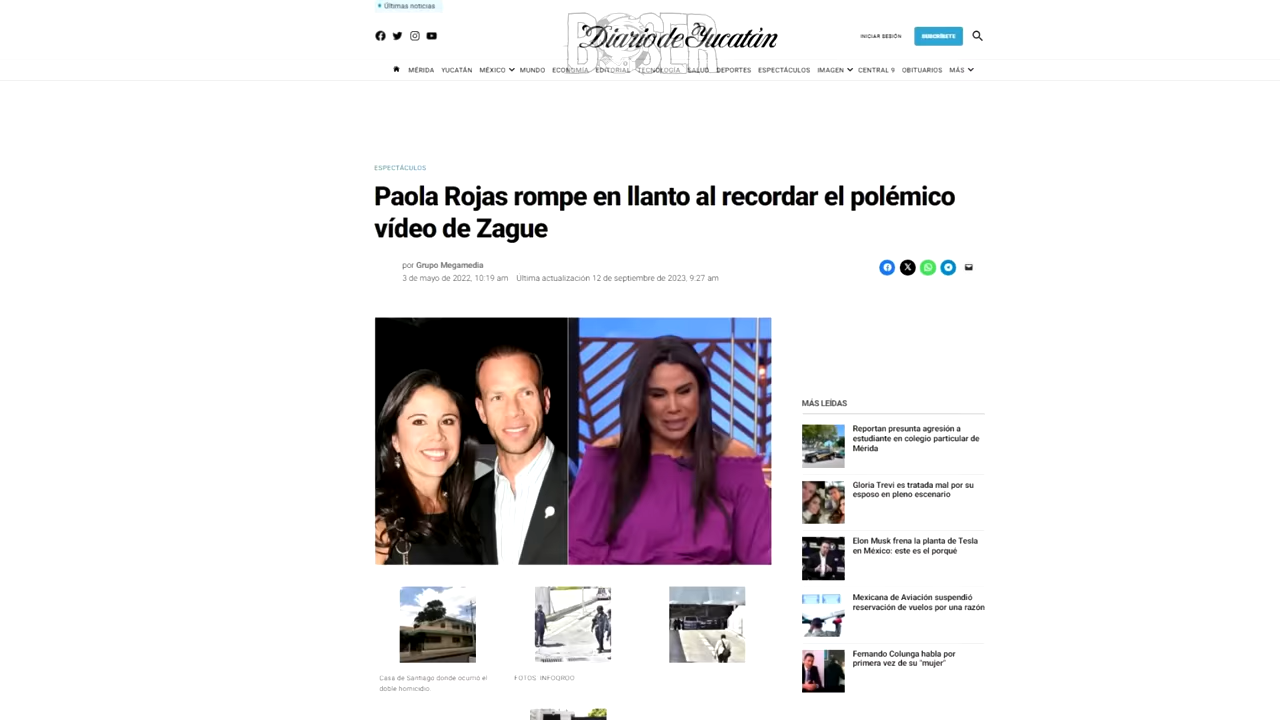 Últimas noticias
Diario de Yucatán
INICIAR SESIÓN
SUSCRÍBETE
MÉRIDA YUCATÁN MÉXICO MUNDO ECONOMÍA EDITORIAL TECNOLOGÍA SALUD DEPORTES ESPECTÁCULOS IMAGEN CENTRAL 9 OBITUARIOS MÁS
ESPECTÁCULOS
Paola Rojas rompe en llanto al recordar el polémico
vídeo de Zague
por Grupo Megamedia
3 de mayo de 2022, 10:19 am Última actualización 12 de septiembre de 2023, 9:27 am
MÁS LEÍDAS
Reportan presunta agresión a
estudiante en colegio particular de
Mérida
Gloria Trevi es tratada mal por su
esposo en pleno escenario
Elon Musk frena la planta de Tesla
en México: este es el porqué
Mexicana de Aviación suspendió
reservación de vuelos por una razón
Fernando Colunga habla por
primera vez de su "mujer"
Casa de Santiago donde ocurrió el
doble homicidio.
FOTOS: INFOQROO